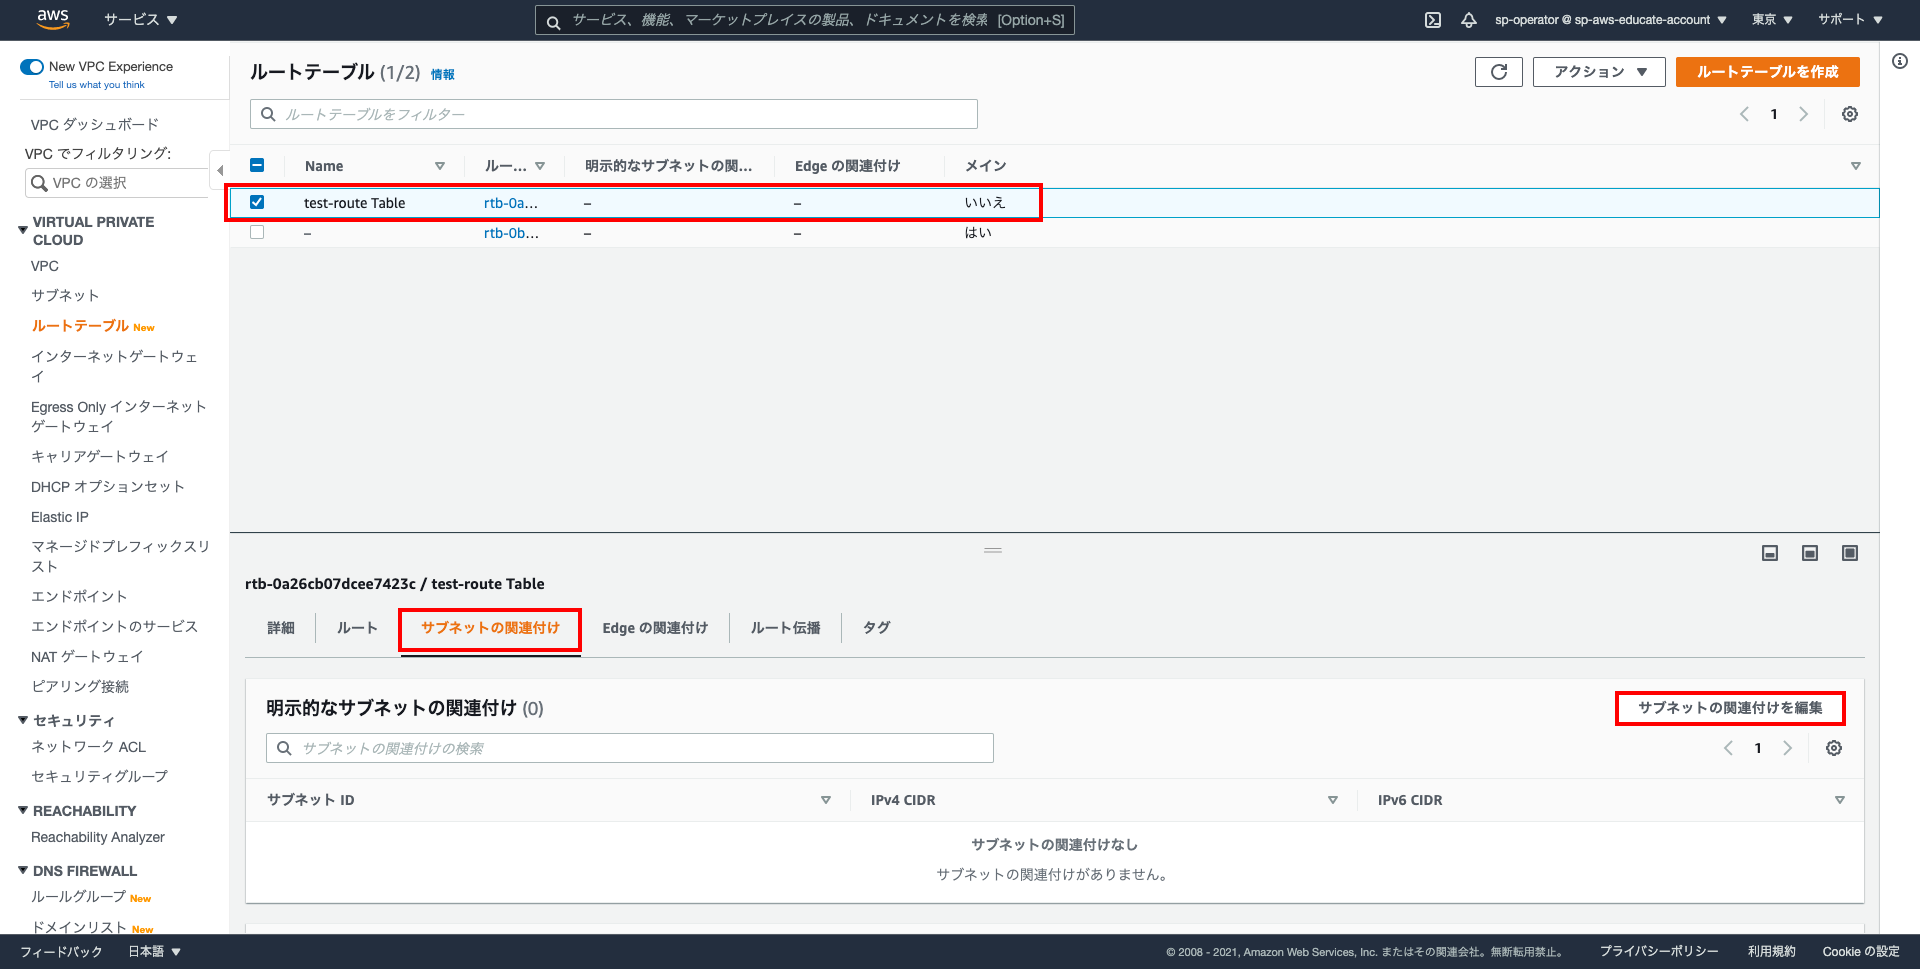 aws
サービス ▼
サービス、機能、マーケットプレイスの製品、ドキュメントを検索 [Option+S]
sp-operator @ sp-aws-educate-account ▼
東京 ▼
サポート ▼
New VPC Experience
Tell us what you think
VPC ダッシュボード
VPC でフィルタリング:
VPC の選択
VIRTUAL PRIVATE
CLOUD
VPC
サブネット
ルートテーブル New
インターネットゲートウェ
イ
Egress Only インターネット
ゲートウェイ
キャリアゲートウェイ
DHCP オプションセット
Elastic IP
マネージドプレフィックスリ
スト
エンドポイント
エンドポイントのサービス
NAT ゲートウェイ
ピアリング接続
セキュリティ
ネットワーク ACL
セキュリティグループ
REACHABILITY
Reachability Analyzer
DNS FIREWALL
ルールグループ New
ドメインリスト New
ルートテーブル (1/2) 情報
アクション ▼
ルートテーブルを作成
ルートテーブルをフィルター
1
Name ルー... 明示的なサブネットの関... Edge の関連付け メイン
test-route Table rtb-0a... – – いいえ
– rtb-0b... – – はい
rtb-0a26cb07dcee7423c / test-route Table
詳細 ルート サブネットの関連付け Edge の関連付け ルート伝播 タグ
明示的なサブネットの関連付け (0)
サブネットの関連付けを編集
サブネットの関連付けの検索
1
サブネット ID IPv4 CIDR IPv6 CIDR
サブネットの関連付けなし
サブネットの関連付けがありません。
フィードバック 日本語 ▼
© 2008 - 2021, Amazon Web Services, Inc. またはその関連会社。無断転用禁止。
プライバシーポリシー 利用規約 Cookie の設定